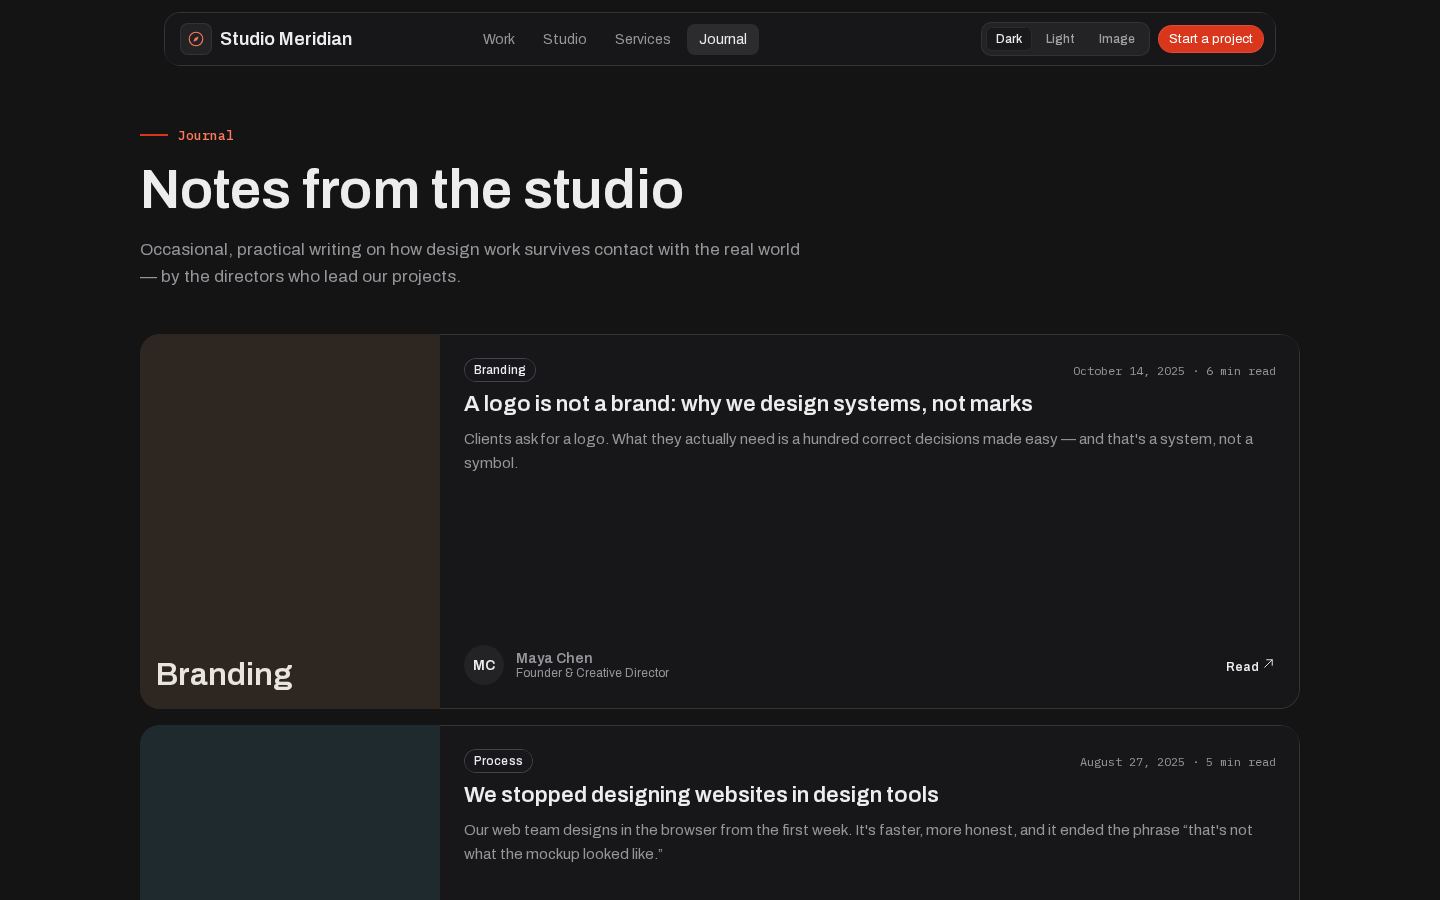 Studio Meridian
Work
Studio
Services
Journal
Dark
Light
Image
Start a project
Journal
Notes from the studio
Occasional, practical writing on how design work survives contact with the real world
— by the directors who lead our projects.
Branding
October 14, 2025 · 6 min read
A logo is not a brand: why we design systems, not marks
Clients ask for a logo. What they actually need is a hundred correct decisions made easy — and that's a system, not a
symbol.
Branding
MC
Maya Chen
Founder & Creative Director
Read
Process
August 27, 2025 · 5 min read
We stopped designing websites in design tools
Our web team designs in the browser from the first week. It's faster, more honest, and it ended the phrase “that's not
what the mockup looked like.”